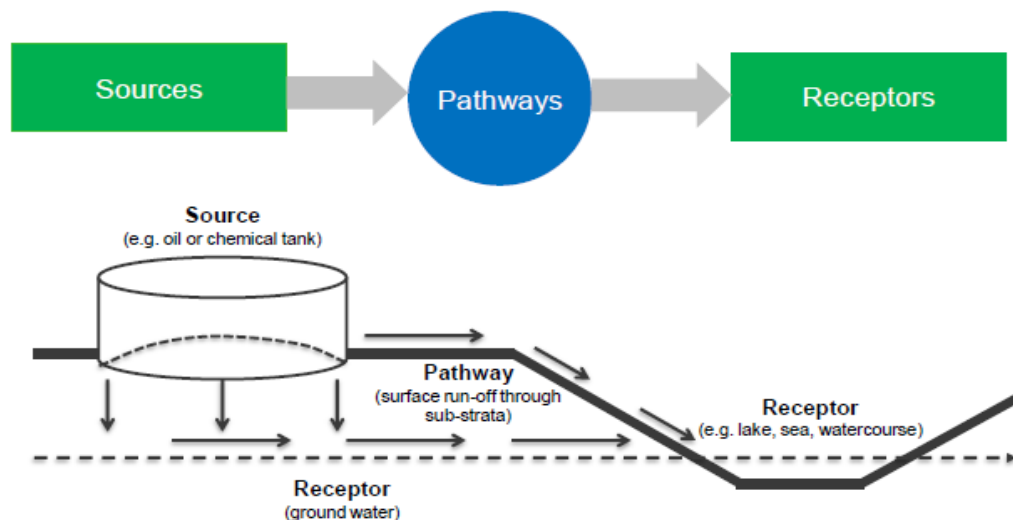 Sources
Pathways
Receptors
Source
(e.g. oil or chemical tank)
Pathway
(surface run-off through
sub-strata)
Receptor
(e.g. lake, sea, watercourse)
Receptor
(ground water)